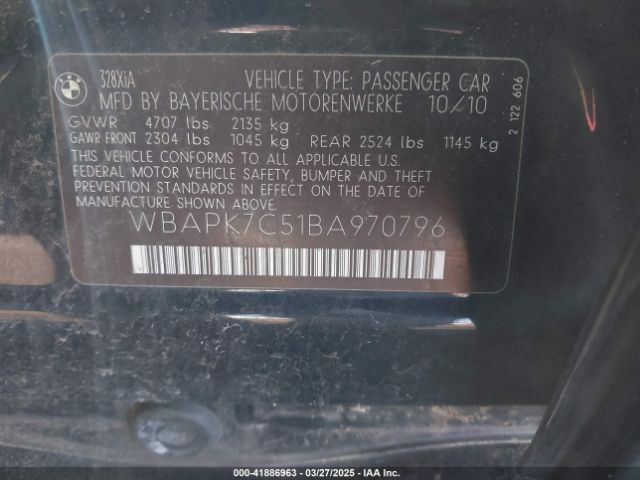 BMW
328XiA VEHICLE TYPE: PASSENGER CAR
MFD BY BAYERISCHE MOTORENWERKE 10/10
GVWR 4707 lbs 2135 kg
GAWR FRONT 2304 lbs 1045 kg REAR 2524 lbs 1145 kg
THIS VEHICLE CONFORMS TO ALL APPLICABLE U.S.
FEDERAL MOTOR VEHICLE SAFETY, BUMPER AND THEFT
PREVENTION STANDARDS IN EFFECT ON THE DATE OF
MANUFACTURE SHOWN ABOVE.
WBAPK7C51BA970796
2 122 606
000-41886963 | 03/27/2025 | IAA Inc.